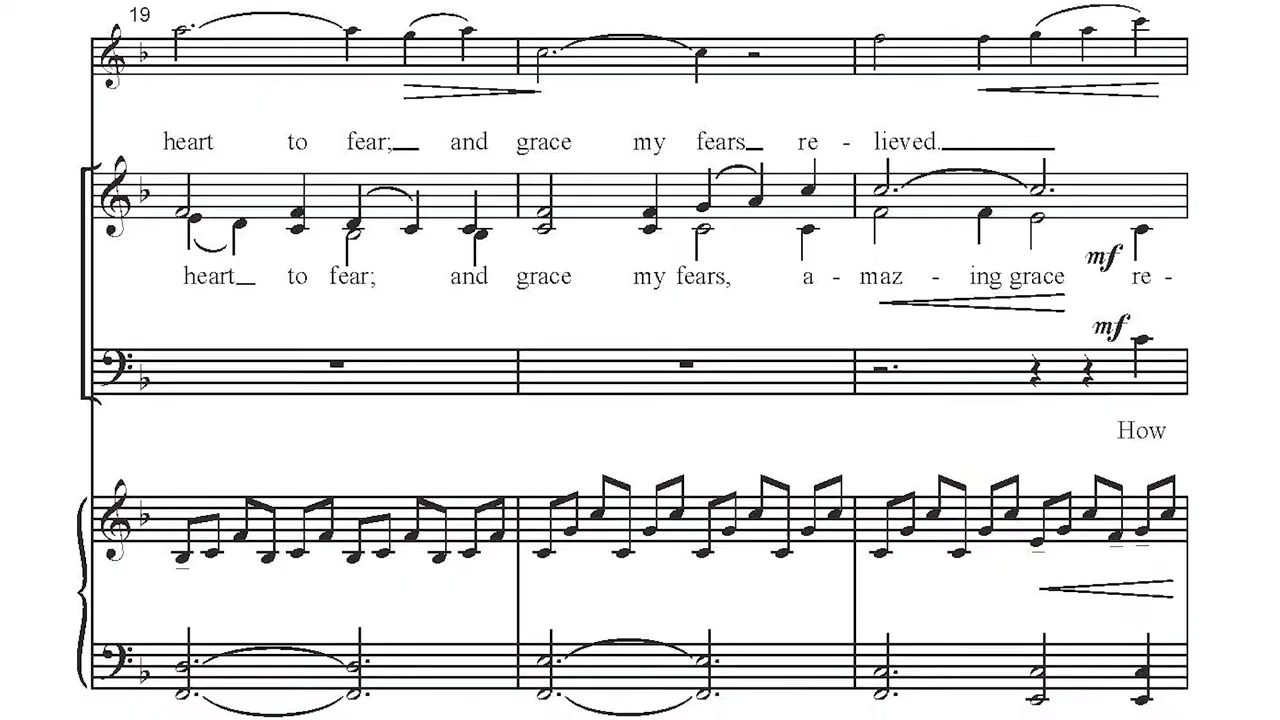 19
heart to fear; and grace my fears re - lieved.
heart to fear; and grace my fears, a - maz - ing grace re -
mf
mf
How